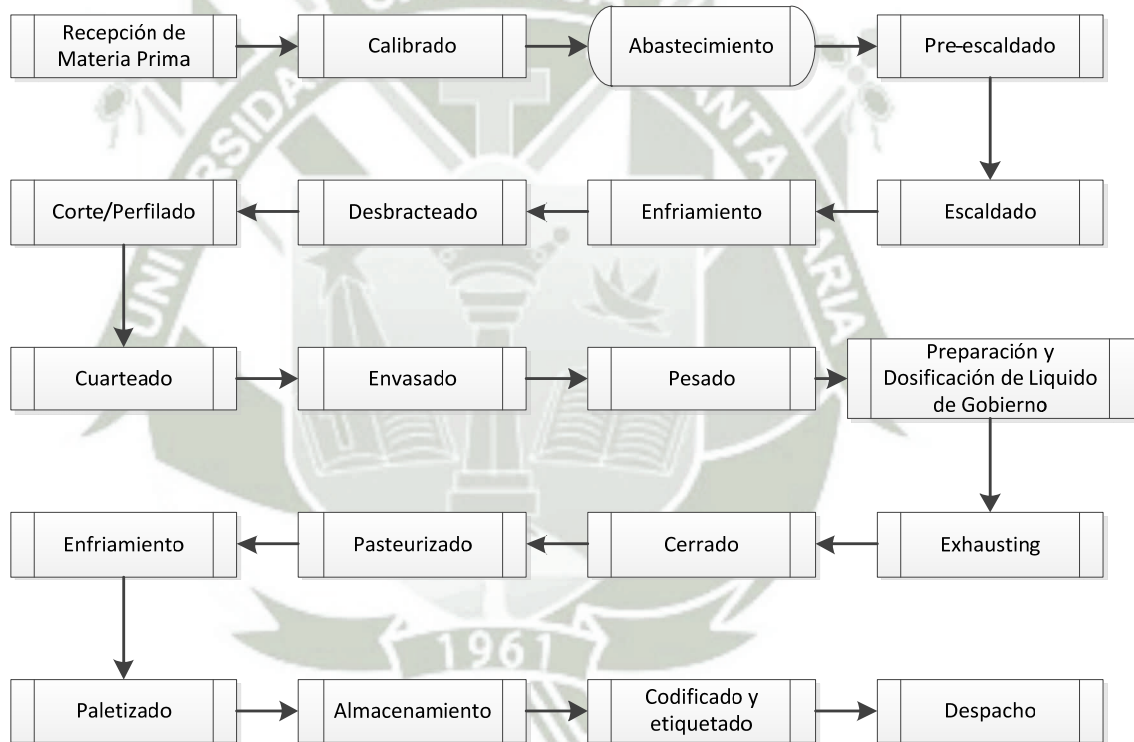 Recepción de
Materia Prima
Calibrado
Abastecimiento
Pre-escaldado
Corte/Perfilado
Desbracteado
Enfriamiento
Escaldado
Cuarteado
Envasado
Pesado
Preparación y
Dosificación de Liquido
de Gobierno
Enfriamiento
Pasteurizado
Cerrado
Exhausting
1961
Paletizado
Almacenamiento
Codificado y
etiquetado
Despacho